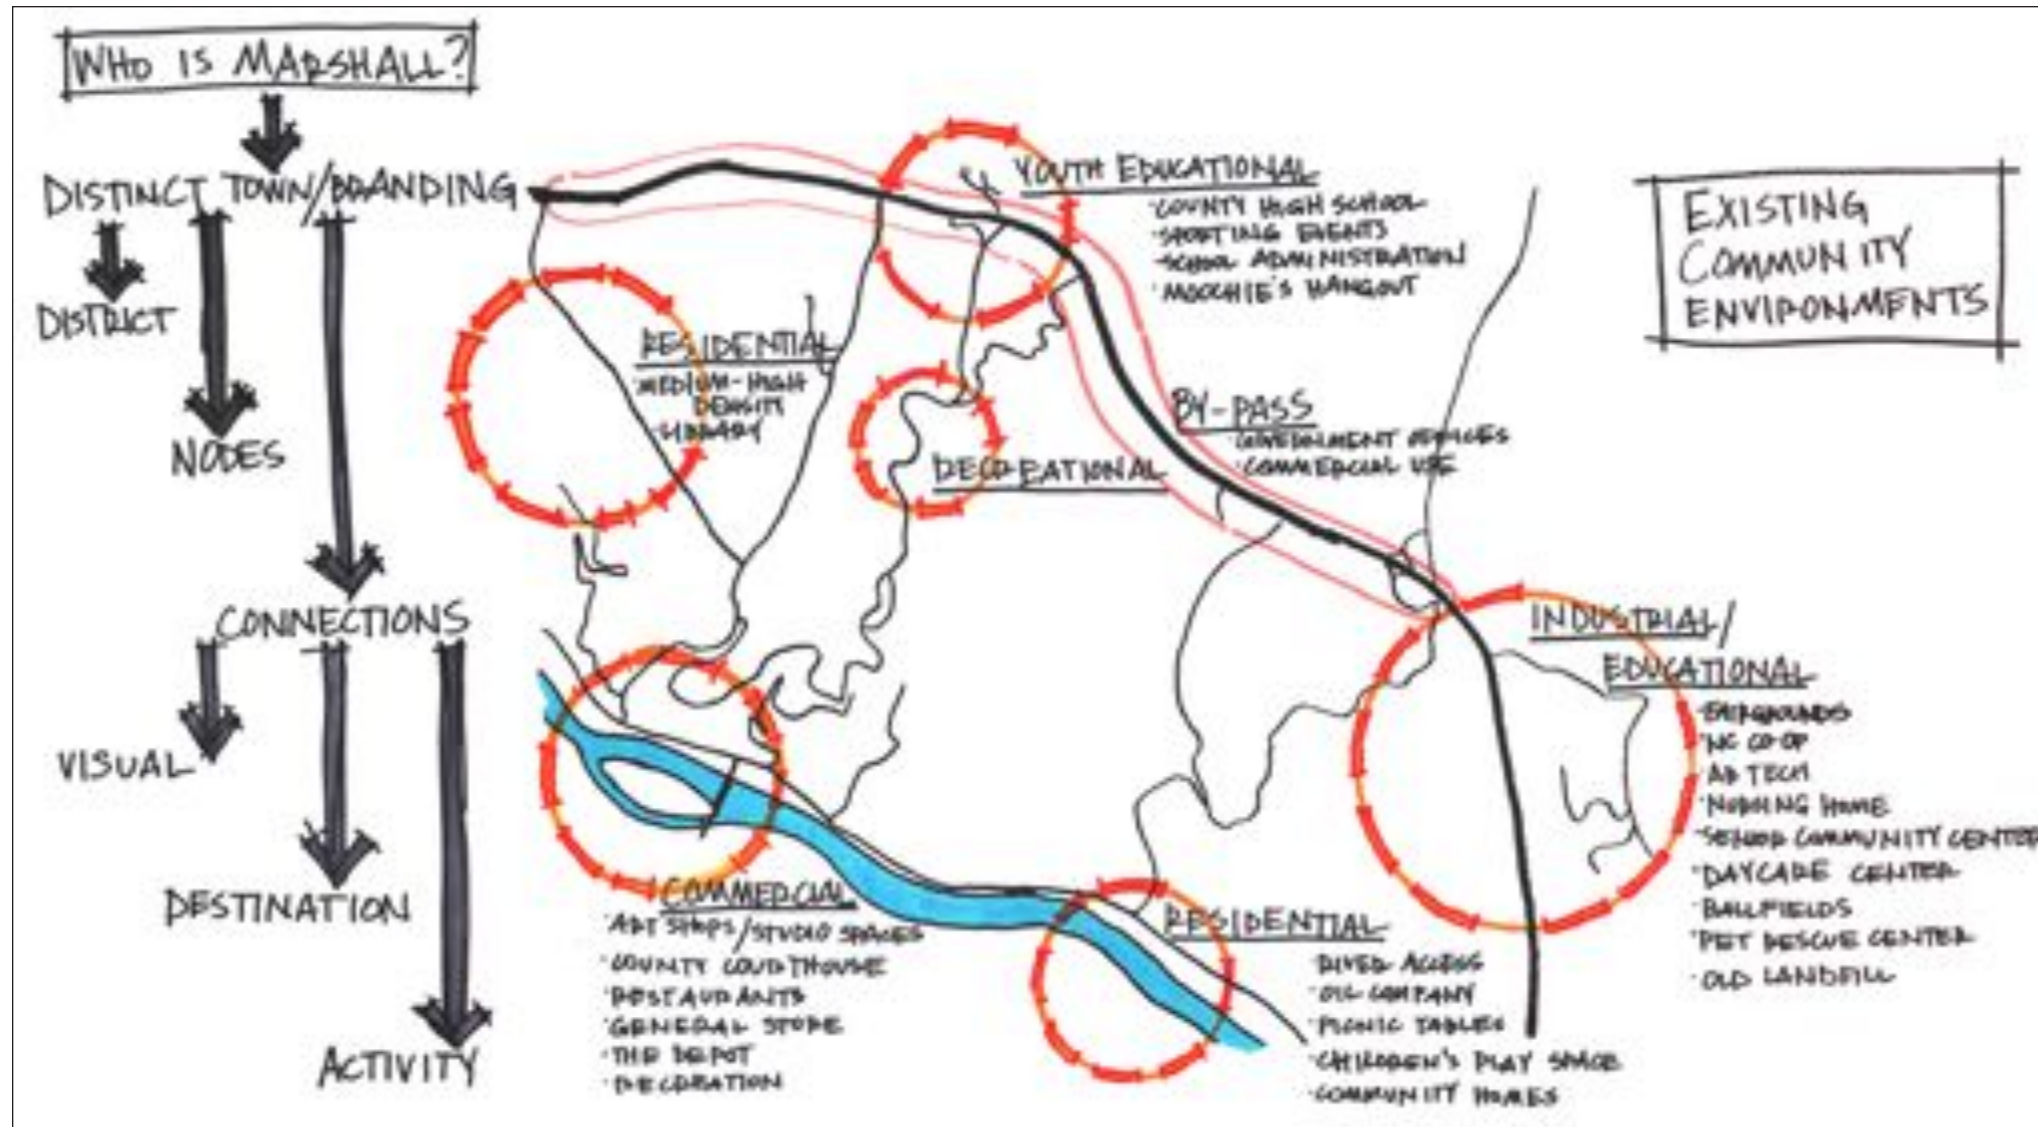 WHO IS MARSHALL?
DISTINCT TOWN/BRANDING
DISTRICT
NODES
CONNECTIONS
VISUAL
DESTINATION
ACTIVITY
YOUTH EDUCATIONAL
·COUNTY HIGH SCHOOL
·SPORTING EVENTS
·SCHOOL ADMINISTRATION
·MOOCHIE'S HANGOUT
EXISTING
COMMUNITY
ENVIRONMENTS
RESIDENTIAL
·MEDIUM-HIGH
DENSITY
·LIBRARY
RECREATIONAL
BY-PASS
·GOVERNMENT OFFICES
·COMMERCIAL USE
INDUSTRIAL/
EDUCATIONAL
·FAIRGROUNDS
·NC CO-OP
·AB TECH
·NURSING HOME
·SENIOR COMMUNITY CENTER
·DAYCARE CENTER
·BALLFIELDS
·PET RESCUE CENTER
·OLD LANDFILL
COMMERCIAL
·ART SHOPS/STUDIO SPACES
·COUNTY COURTHOUSE
·RESTAURANTS
·GENERAL STORE
·THE DEPOT
·RECREATION
RESIDENTIAL
·RIVER ACCESS
·OIL COMPANY
·PICNIC TABLES
·CHILDREN'S PLAY SPACE
·COMMUNITY HOMES